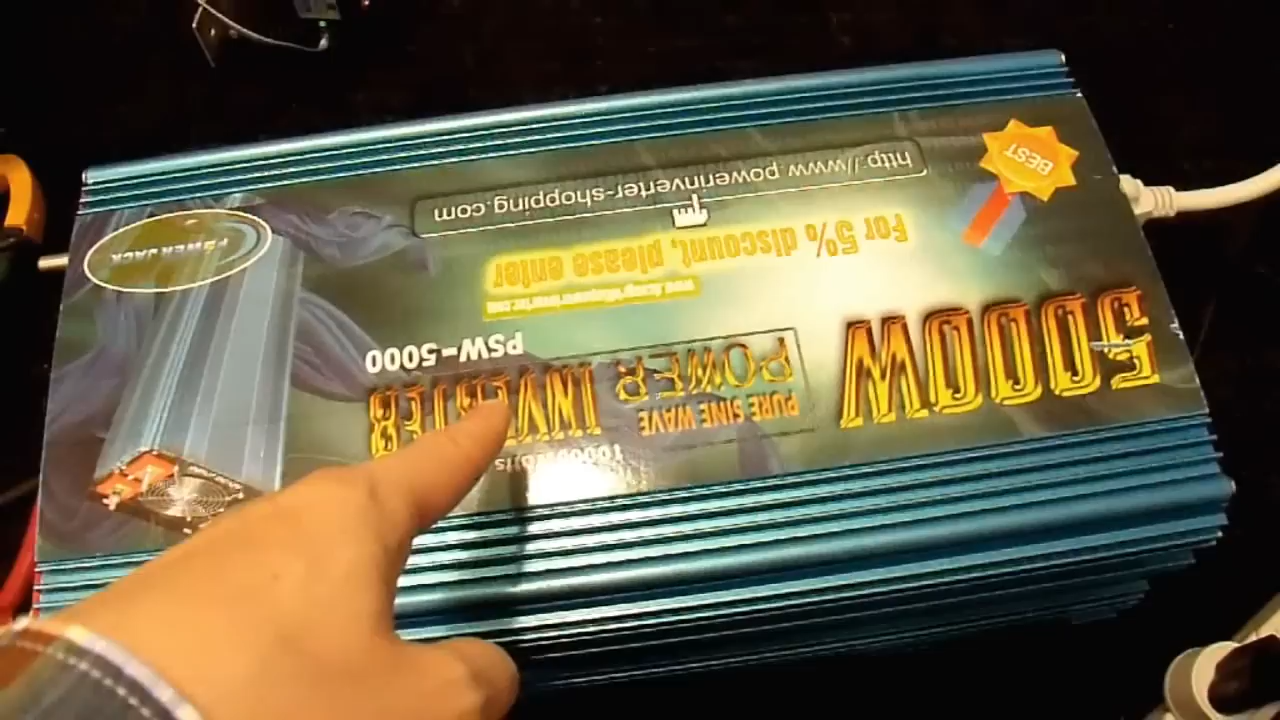 5000W
PURE SINE WAVE
POWER INVERTER
PSW-5000
For 5% discount, please enter
http://www.powerinverter-shopping.com
BEST
POWER JACK